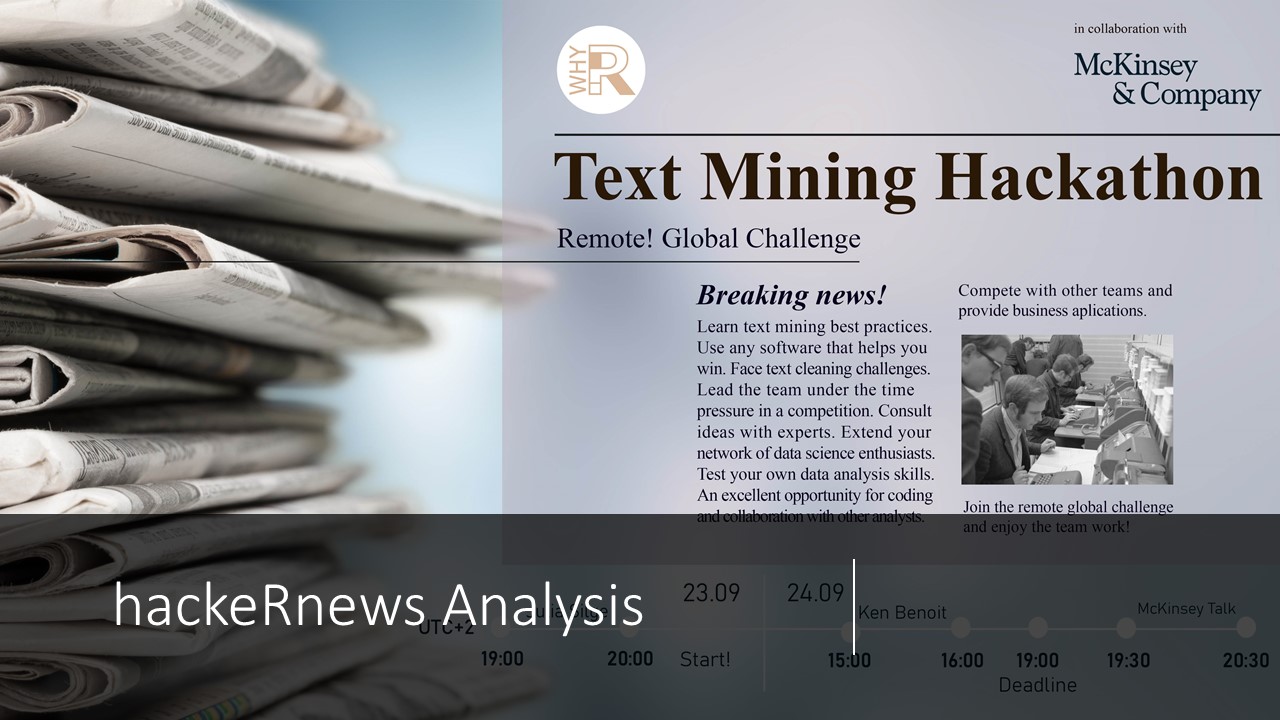 WHY R
in collaboration with
McKinsey
& Company
Text Mining Hackathon
Remote! Global Challenge
Breaking news!
Learn text mining best practices.
Use any software that helps you
win. Face text cleaning challenges.
Lead the team under the time
pressure in a competition. Consult
ideas with experts. Extend your
network of data science enthusiasts.
Test your own data analysis skills.
An excellent opportunity for coding
and collaboration with other analysts.
Compete with other teams and
provide business aplications.
Join the remote global challenge
and enjoy the team work!
hackeRnews Analysis
23.09
24.09
Ken Benoit
McKinsey Talk
UTC+2
19:00
20:00
Start!
15:00
16:00
19:00
19:30
20:30
Deadline